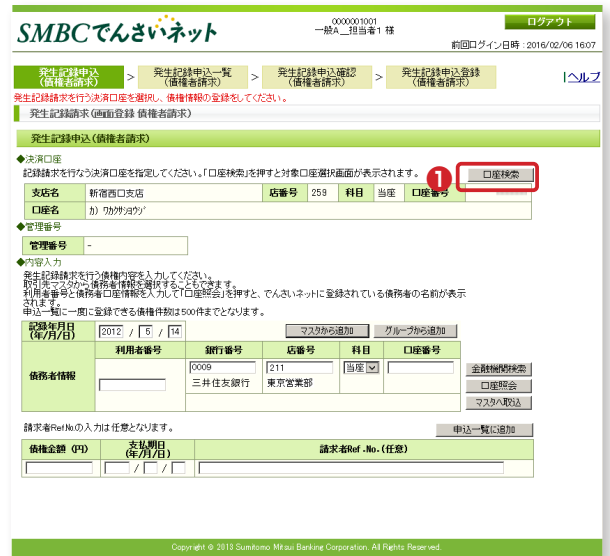 SMBCでんさいネット
0000001001
一般A__担当者1 様
ログアウト
前回ログイン日時：2016/02/06 16:07
発生記録申込
(債権者請求)
>
発生記録申込一覧
(債権者請求)
>
発生記録申込確認
(債権者請求)
>
発生記録申込登録
(債権者請求)
|ヘルプ
発生記録請求を行う決済口座を選択し、債権情報の登録をしてください。
発生記録請求(画面登録 債権者請求)
発生記録申込(債権者請求)
◆決済口座
記録請求を行なう決済口座を指定してください。「口座検索」を押すと対象口座選択画面が表示されます。
1
口座検索
支店名 新宿西口支店 店番号 259 科目 当座 口座番号
口座名 カ）ワカクサショウジ
◆管理番号
管理番号 -
◆内容入力
発生記録請求を行う債権内容を入力してください。
取引先マスタから債務者情報を選択することもできます。
利用者番号と債務者口座情報を入力して「口座照会」を押すと、でんさいネットに登録されている債務者の名前が表示
されます。
申込一覧に一度に登録できる債権件数は500件までとなります。
記録年月日
(年/月/日)
2012 / 5 / 14
マスタから追加 グループから追加
債務者情報
利用者番号 銀行番号 店番号 科目 口座番号
0009 211 当座
三井住友銀行 東京営業部
金融機関検索
口座照会
マスタへ取込
請求者Ref.No.の入力は任意となります。
申込一覧に追加
債権金額 (円) 支払期日
(年/月/日) 請求者Ref.No.(任意)
/ /
Copyright © 2013 Sumitomo Mitsui Banking Corporation. All Rights Reserved.